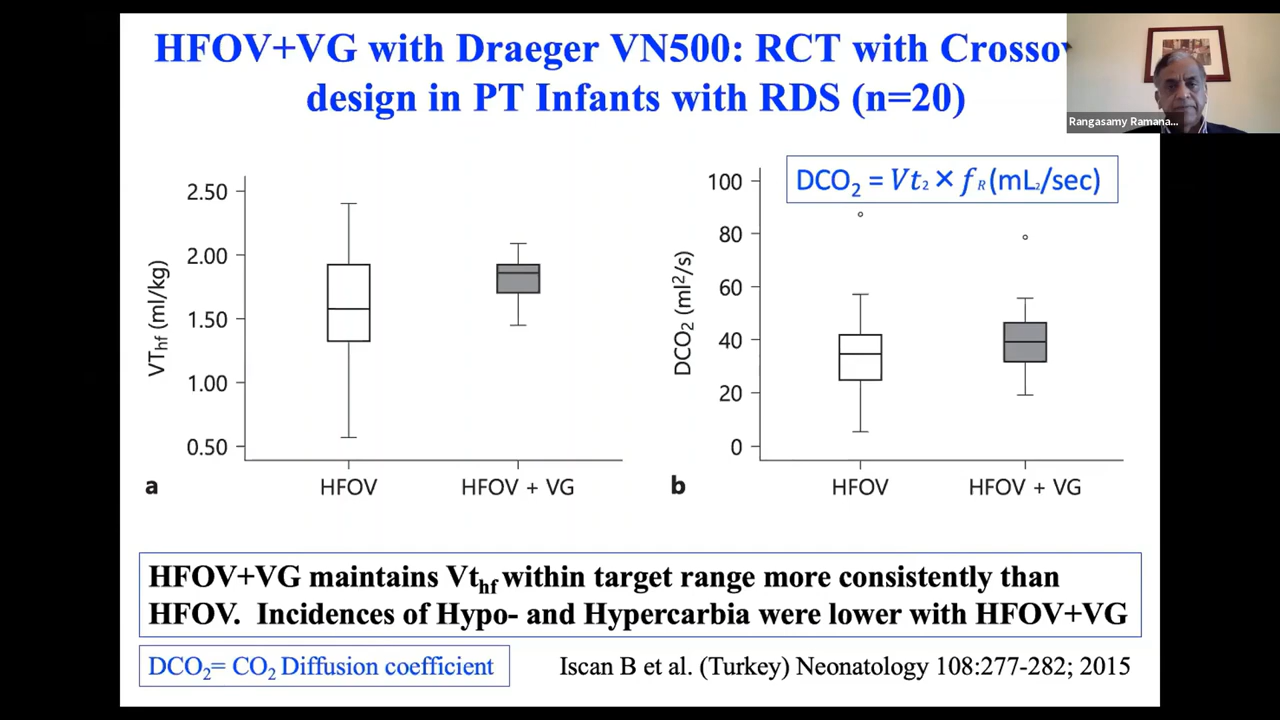 HFOV+VG with Draeger VN500: RCT with Crossov
design in PT Infants with RDS (n=20)
Rangasamy Ramana...
DCO₂ = Vt₂ × f R (mL₂/sec)
2.50
2.00
1.50
1.00
0.50
VThf (ml/kg)
HFOV
HFOV + VG
a
100
80
60
40
20
0
DCO₂ (ml²/s)
HFOV
HFOV + VG
b
HFOV+VG maintains Vthf within target range more consistently than
HFOV. Incidences of Hypo- and Hypercarbia were lower with HFOV+VG
DCO₂= CO₂ Diffusion coefficient
Iscan B et al. (Turkey) Neonatology 108:277-282; 2015